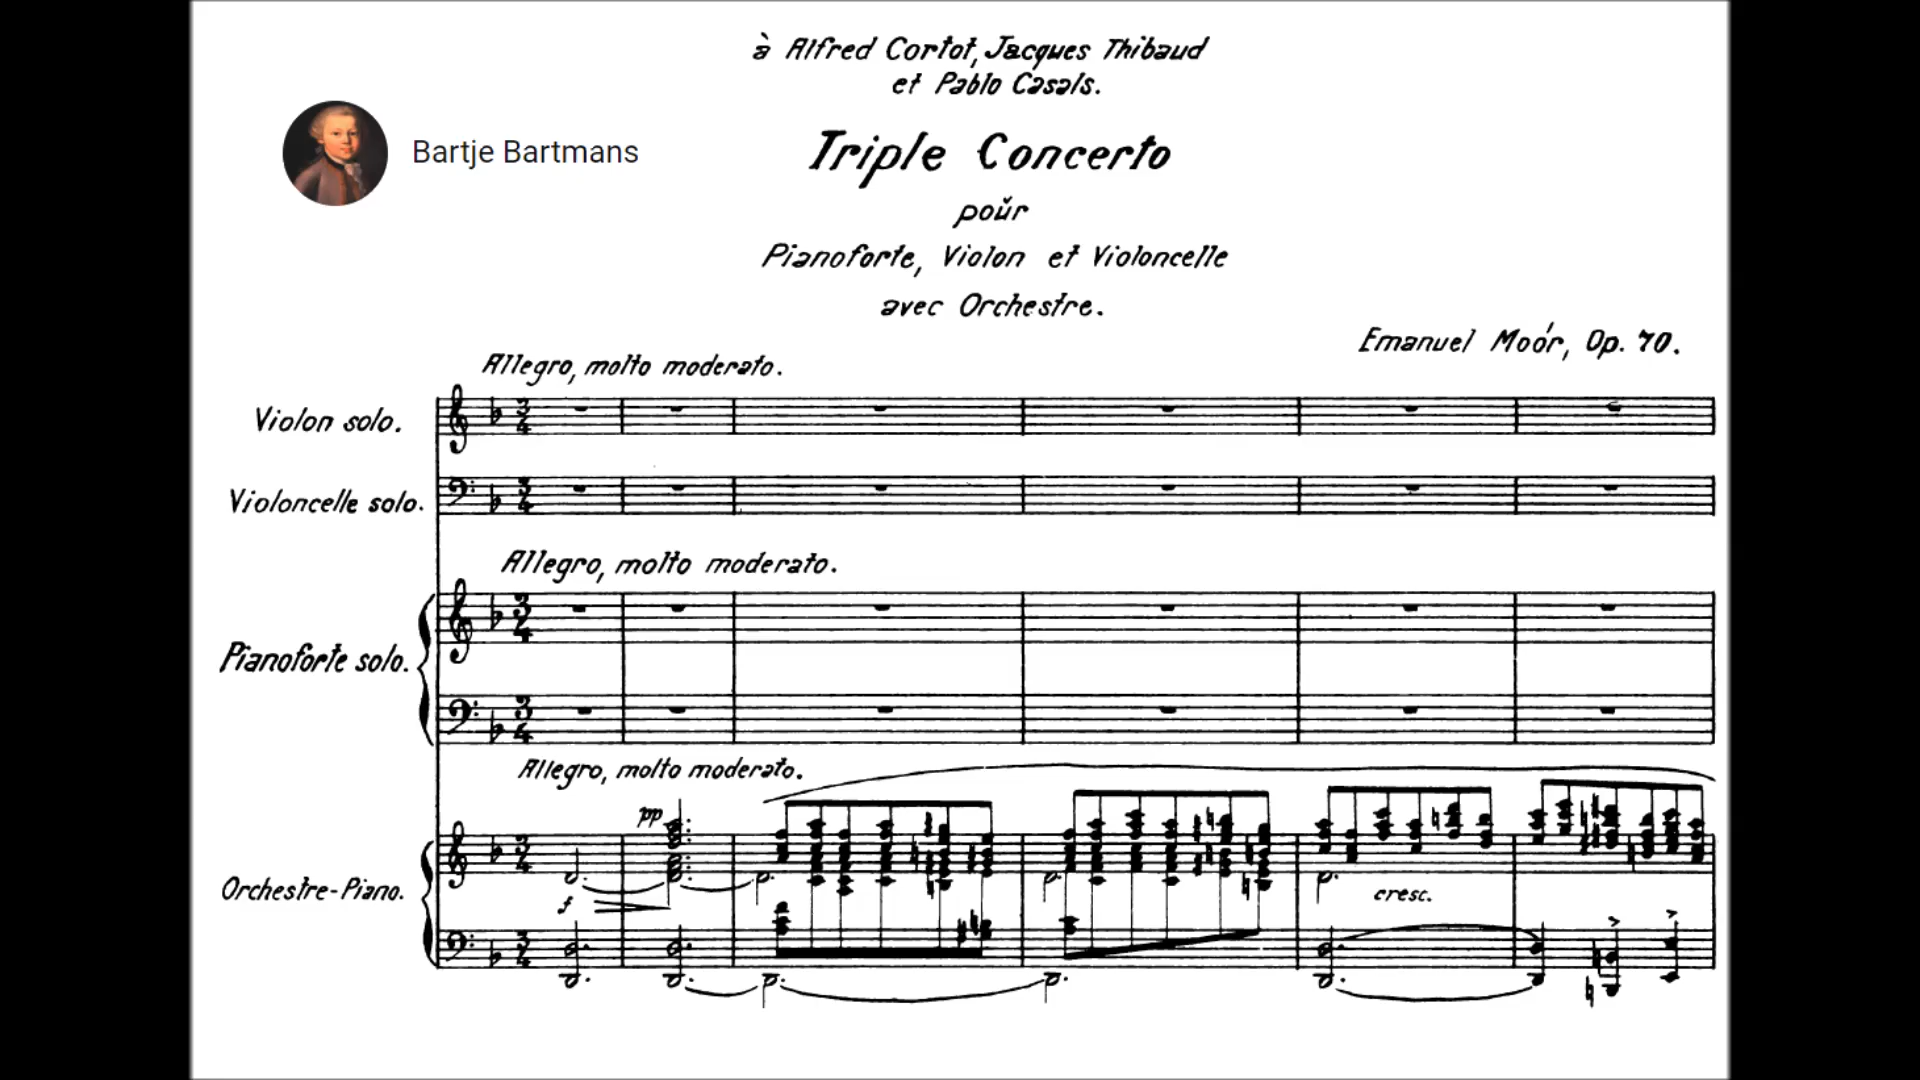 à Alfred Cortot, Jacques Thibaud
et Pablo Casals.
Bartje Bartmans
Triple Concerto
pour
Pianoforte, Violon et Violoncelle
avec Orchestre.
Emanuel Moór, Op. 70.
Allegro, molto moderato.
Violon solo.
Violoncelle solo.
Allegro, molto moderato.
Pianoforte solo.
Allegro, molto moderato.
pp
Orchestre-Piano.
f
cresc.